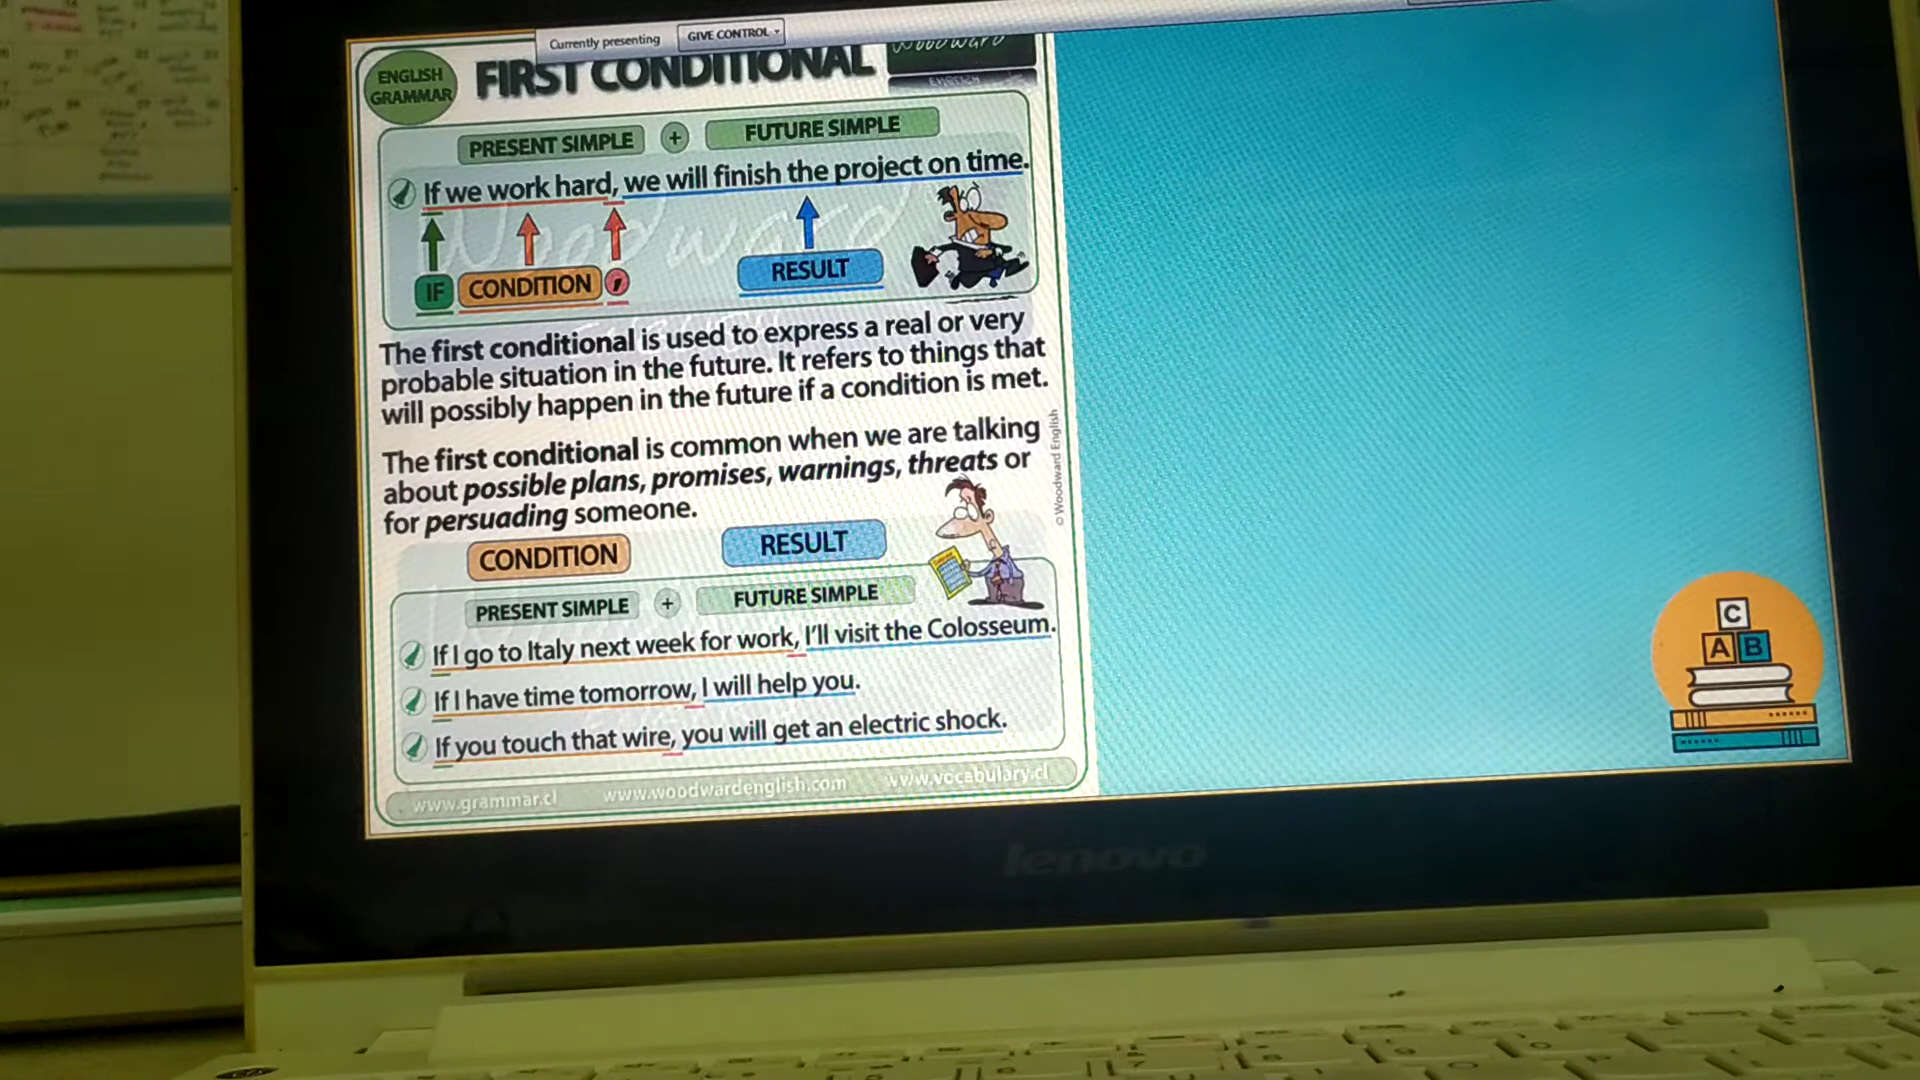 Currently presenting GIVE CONTROL
ENGLISH
GRAMMAR
FIRST CONDITIONAL
Woodward
ENGLISH
PRESENT SIMPLE + FUTURE SIMPLE
If we work hard, we will finish the project on time.
IF CONDITION , RESULT
The first conditional is used to express a real or very
probable situation in the future. It refers to things that
will possibly happen in the future if a condition is met.
The first conditional is common when we are talking
about possible plans, promises, warnings, threats or
for persuading someone.
©Woodward English
CONDITION RESULT
PRESENT SIMPLE + FUTURE SIMPLE
If I go to Italy next week for work, I'll visit the Colosseum.
If I have time tomorrow, I will help you.
If you touch that wire, you will get an electric shock.
www.grammar.cl www.woodwardenglish.com www.vocabulary.cl
C
A B
lenovo